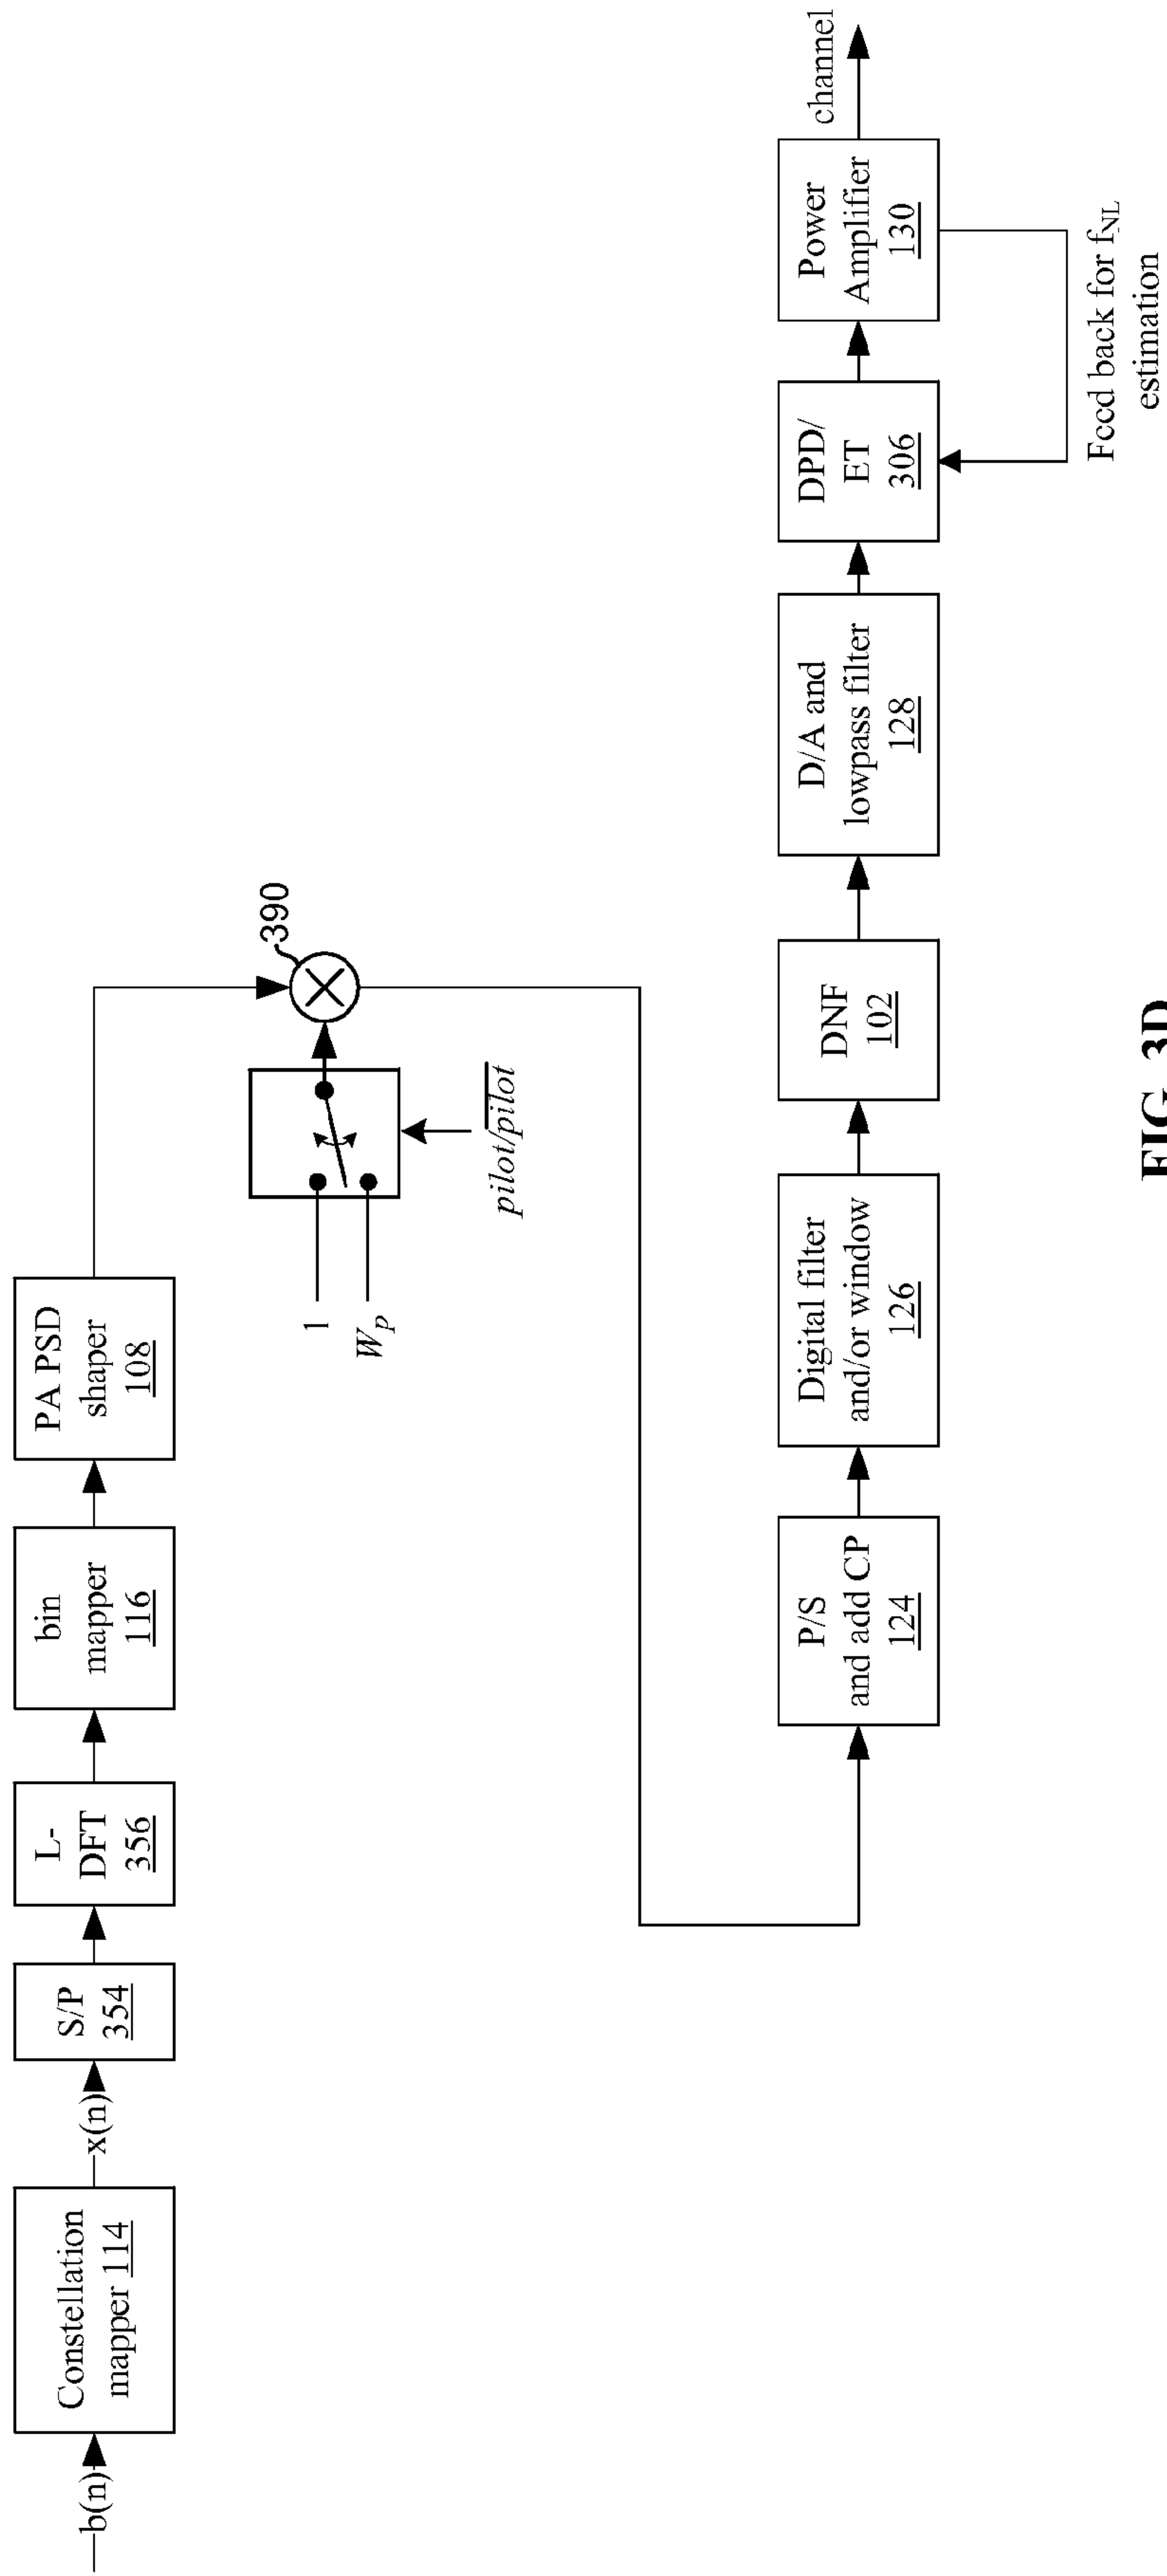 b(n)
Constellation
mapper 114
x(n)
S/P
354
L-
DFT
356
bin
mapper
116
PA PSD
shaper
108
390
1
W_p
pilot/p̅i̅l̅o̅t̅
P/S
and add CP
124
Digital filter
and/or window
126
DNF
102
D/A and
lowpass filter
128
DPD/
ET
306
Power
Amplifier
130
channel
Feed back for f_NL
estimation
FIG. 3D